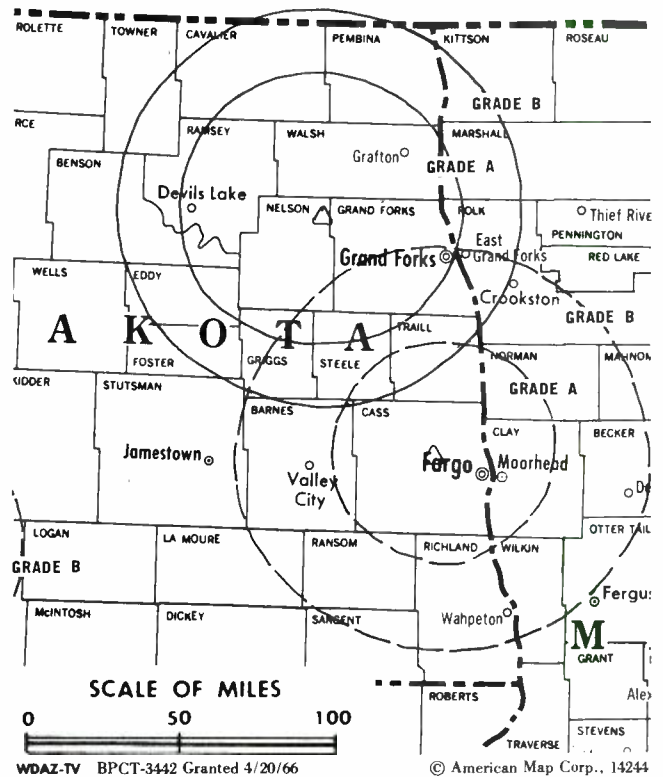 ROLETTE TOWNER CAVALIER PEMBINA KITTSON ROSEAU
GRADE B
RCE RAMSEY WALSH MARSHALL
Grafton
GRADE A
BENSON
Devils Lake
NELSON GRAND FORKS POLK Thief Rive
PENNINGTON
East
Grand Forks Grand Forks RED LAKE
WELLS EDDY
Crookston
GRADE B
A K O T A TRAILL
FOSTER GRIGGS STEELE NORMAN MAHNOM
KIDDER STUTSMAN
GRADE A
BARNES CASS
CLAY BECKER
Jamestown
Fargo Moorhead
Valley
City
De
LOGAN LA MOURE RANSOM RICHLAND WILKIN OTTER TAIL
GRADE B
McINTOSH DICKEY SARGENT Wahpeton Fergus
M
GRANT
SCALE OF MILES
ROBERTS Alex
0 50 100
STEVENS
TRAVERSE
WDAZ-TV BPCT-3442 Granted 4/20/66 © American Map Corp., 14244